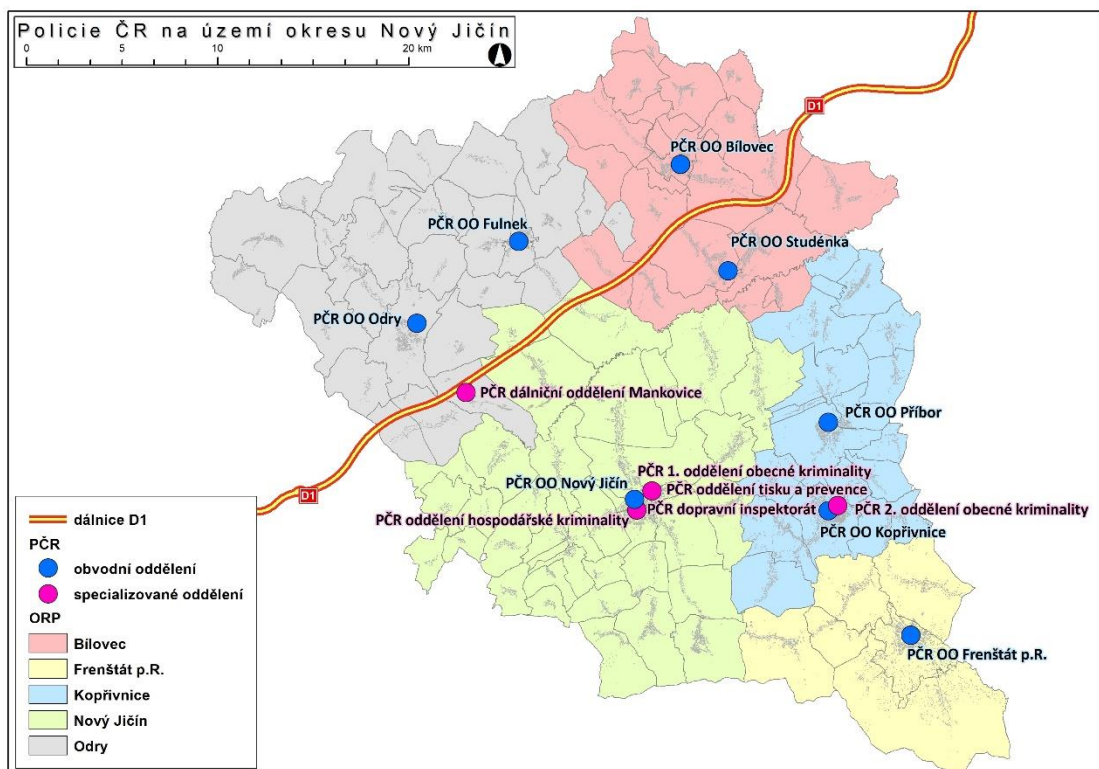 Policie ČR na území okresu Nový Jičín
0 5 10 20 km
D1
PČR OO Bílovec
PČR OO Fulnek
PČR OO Studénka
PČR OO Odry
PČR dálniční oddělení Mankovice
PČR OO Příbor
PČR 1. oddělení obecné kriminality
PČR OO Nový Jičín
PČR oddělení tisku a prevence
PČR oddělení hospodářské kriminality
PČR dopravní inspektorát
PČR 2. oddělení obecné kriminality
PČR OO Kopřivnice
PČR OO Frenštát p.R.
D1
dálnice D1
PČR
obvodní oddělení
specializované oddělení
ORP
Bílovec
Frenštát p.R.
Kopřivnice
Nový Jičín
Odry